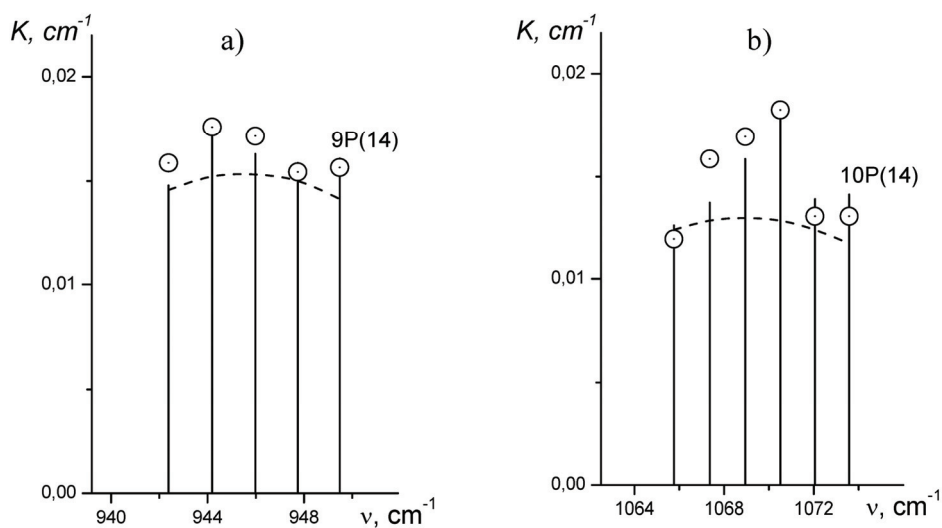 K, cm-1
a)
0,02
9P(14)
0,01
0,00
940
944
948
ν, cm-1
K, cm-1
b)
0,02
10P(14)
0,01
0,00
1064
1068
1072
ν, cm-1